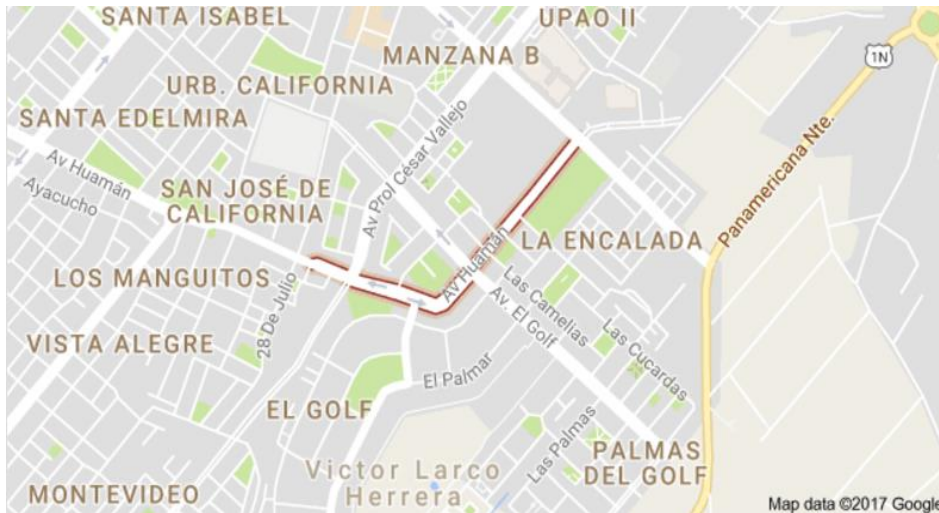 SANTA ISABEL
UPAO II
MANZANA B
1N
URB. CALIFORNIA
SANTA EDELMIRA
Av Huamán
Ayacucho
Av Prol César Vallejo
Panamericana Nte.
SAN JOSÉ DE
CALIFORNIA
LA ENCALADA
Av Huamán
LOS MANGUITOS
28 De Julio
Las Camelias
Av. El Golf
Las Cucardas
VISTA ALEGRE
El Palmar
EL GOLF
Las Palmas
PALMAS
DEL GOLF
Victor Larco
Herrera
MONTEVIDEO
Map data ©2017 Google